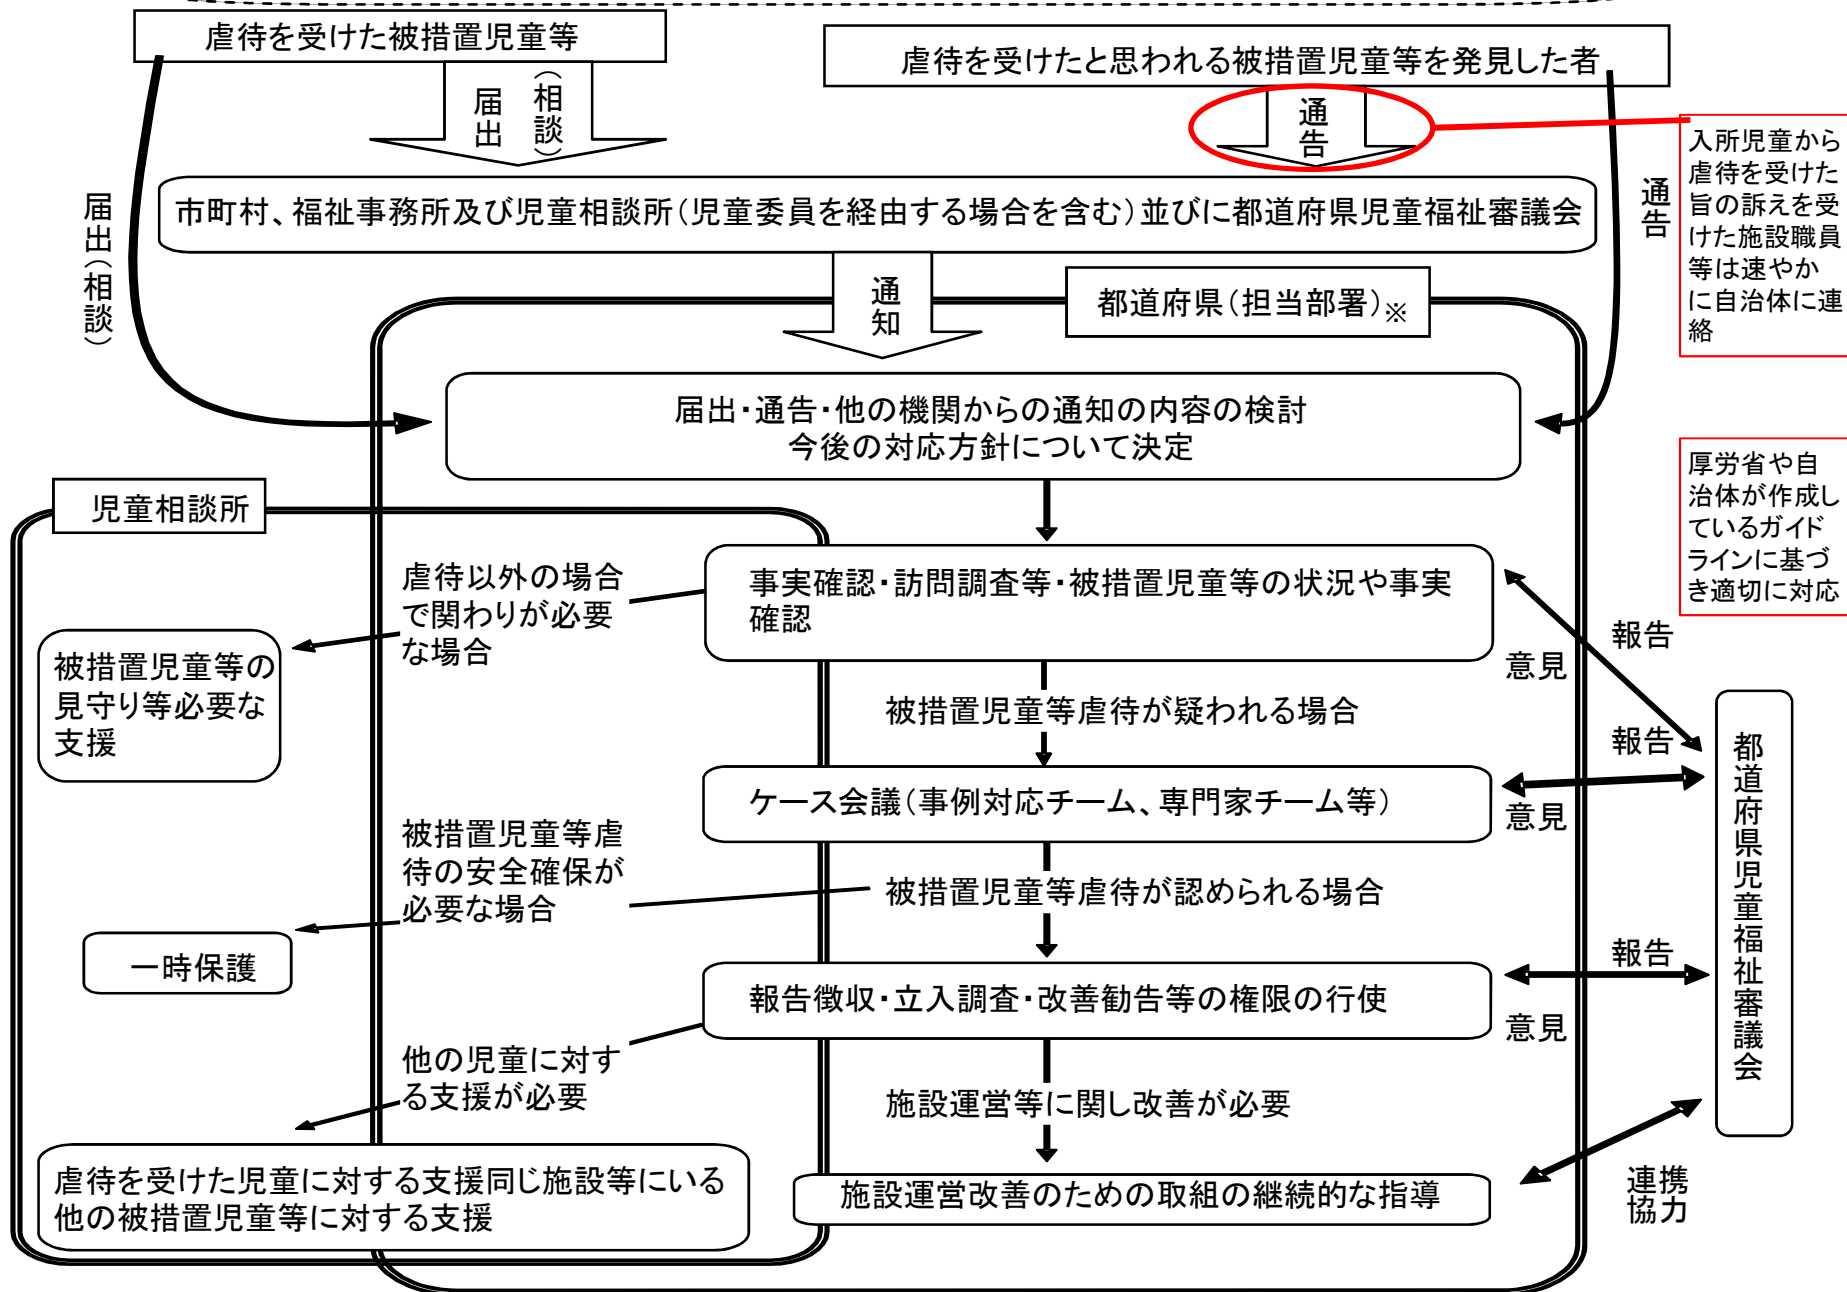 虐待を受けた被措置児童等
虐待を受けたと思われる被措置児童等を発見した者
届出
(相談)
通告
入所児童から
虐待を受けた
旨の訴えを受
けた施設職員
等は速やか
に自治体に連
絡
届出(相談)
通告
市町村、福祉事務所及び児童相談所(児童委員を経由する場合を含む)並びに都道府県児童福祉審議会
通知
都道府県(担当部署)※
届出・通告・他の機関からの通知の内容の検討
今後の対応方針について決定
厚労省や自
治体が作成し
ているガイド
ラインに基づ
き適切に対応
児童相談所
虐待以外の場合
で関わりが必要
な場合
事実確認・訪問調査等・被措置児童等の状況や事実
確認
報告
意見
被措置児童等の
見守り等必要な
支援
被措置児童等虐待が疑われる場合
報告
意見
ケース会議(事例対応チーム、専門家チーム等)
都道府県児童福祉審議会
被措置児童等虐
待の安全確保が
必要な場合
被措置児童等虐待が認められる場合
一時保護
報告
意見
報告徴収・立入調査・改善勧告等の権限の行使
他の児童に対す
る支援が必要
施設運営等に関し改善が必要
虐待を受けた児童に対する支援同じ施設等にいる
他の被措置児童等に対する支援
施設運営改善のための取組の継続的な指導
連携
協力